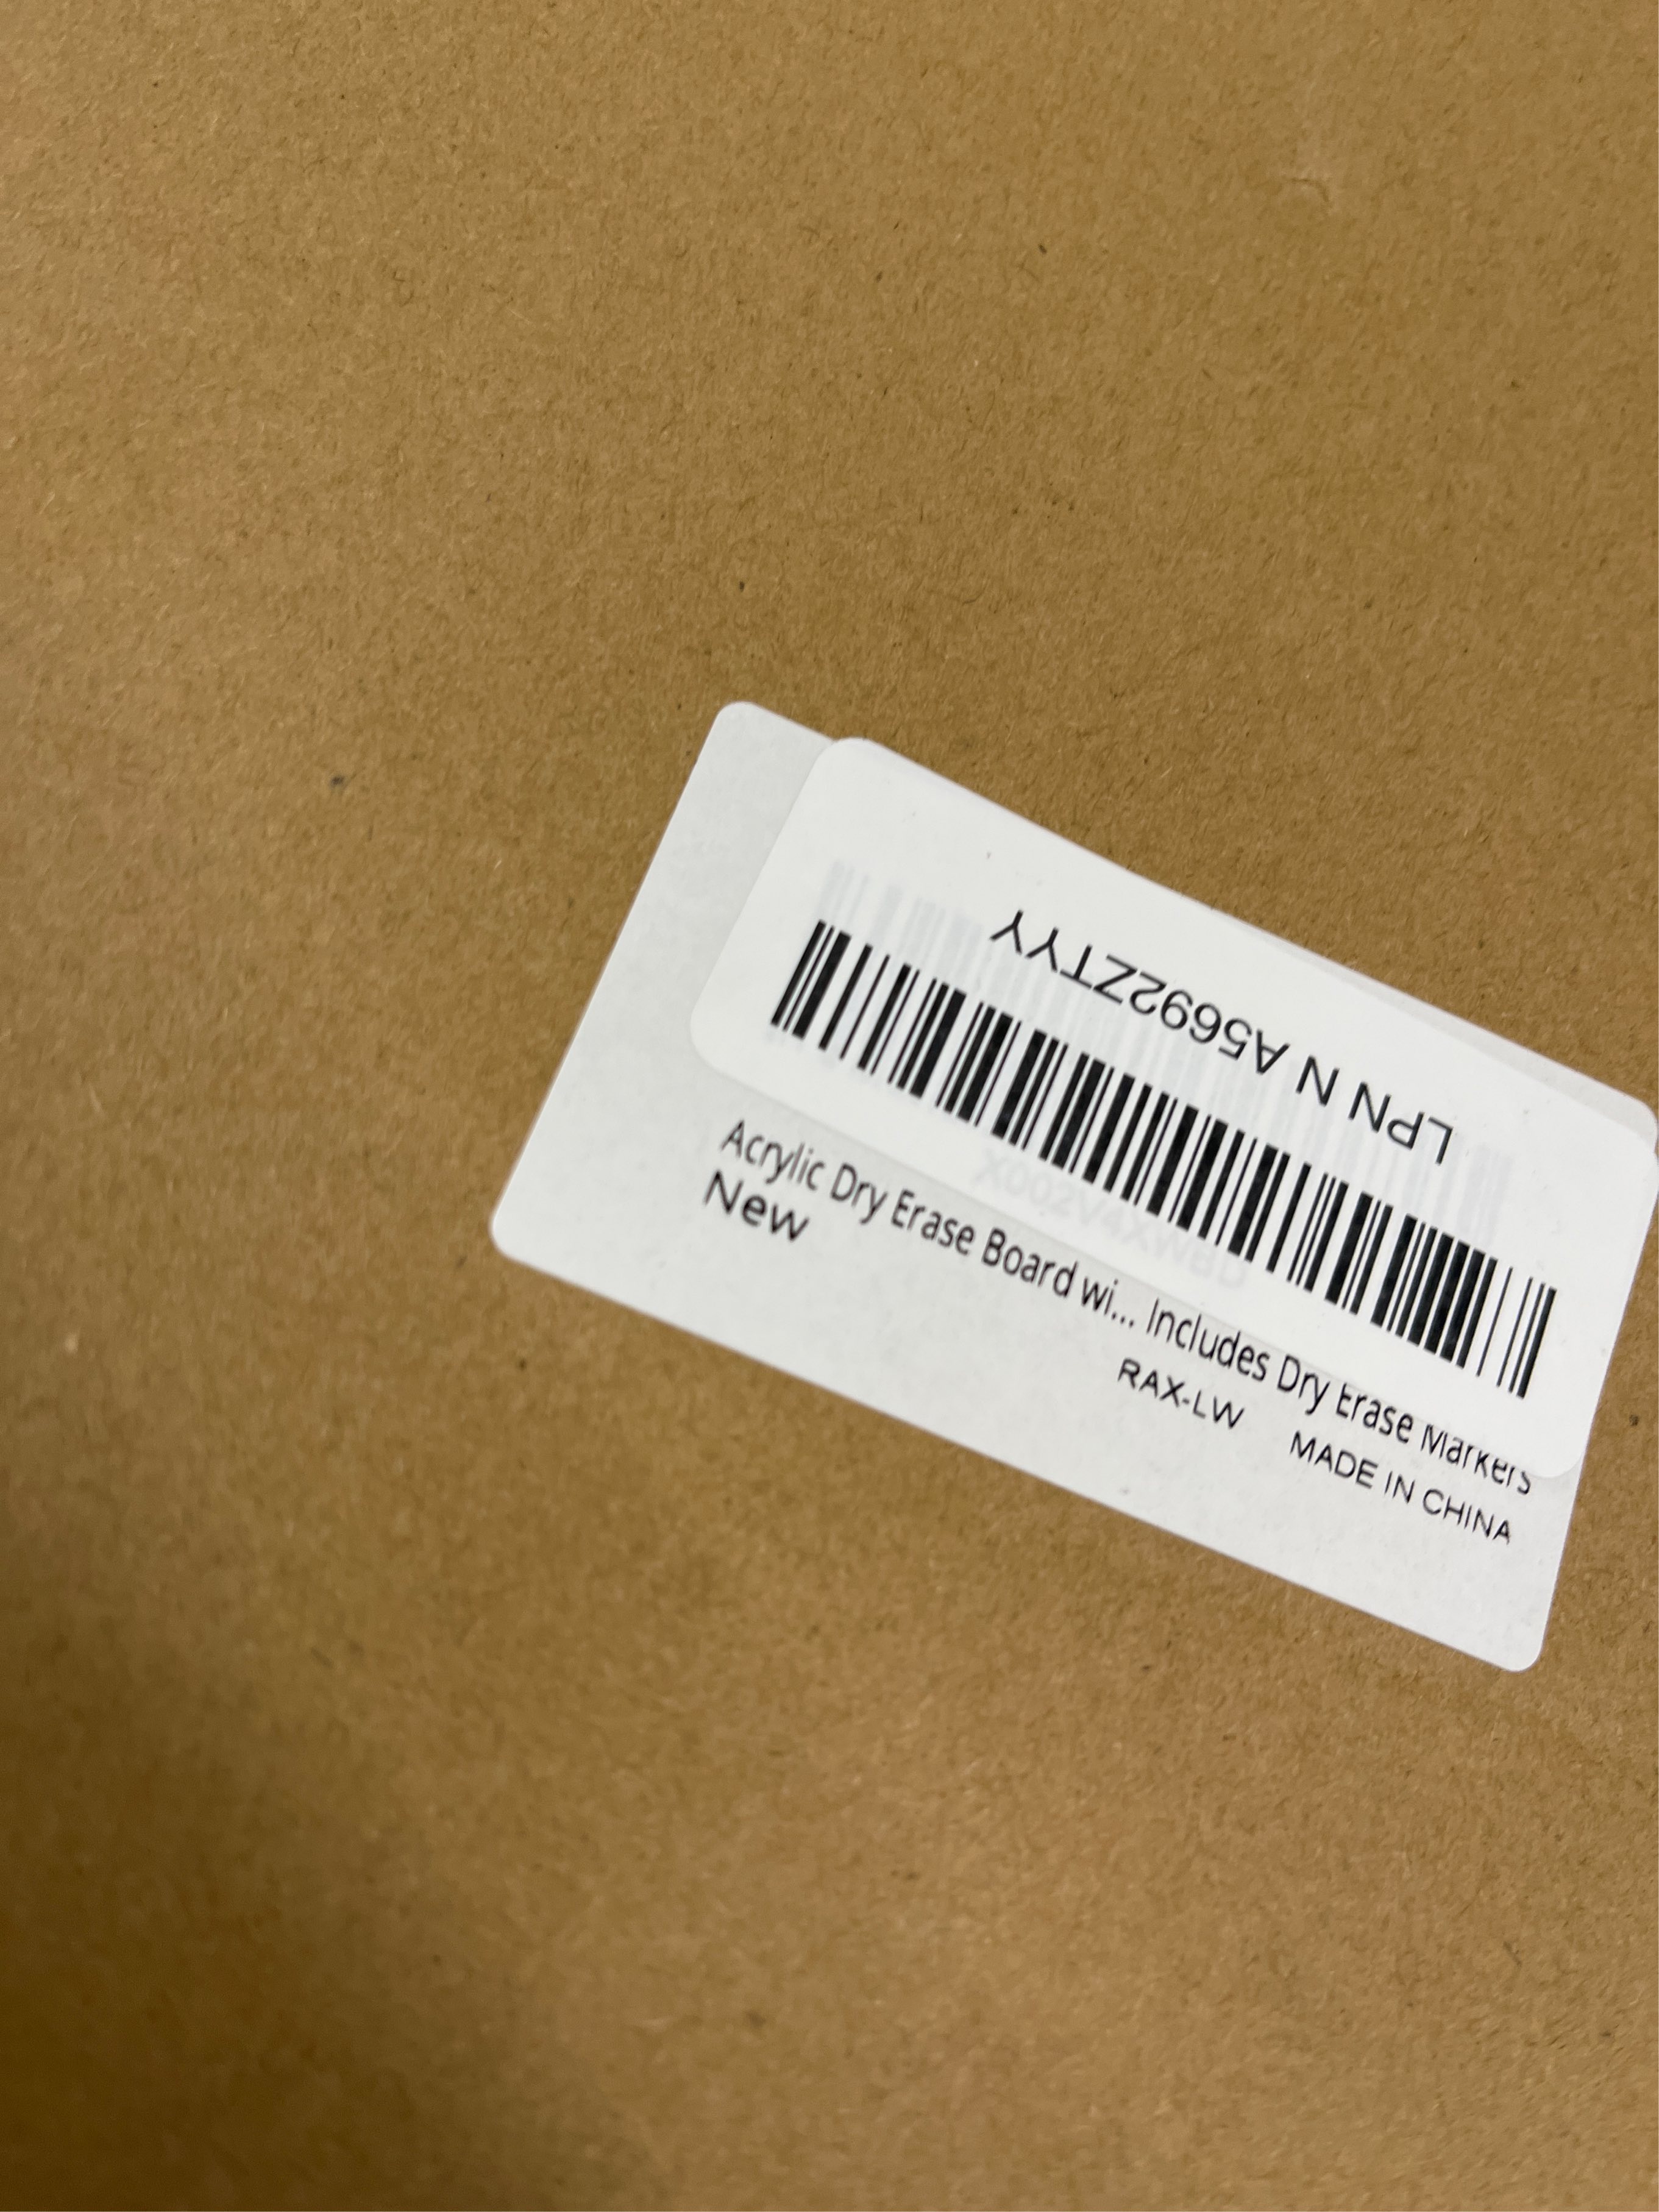 LPN N A5692ZTYY
Acrylic Dry Erase Board wi... Includes Dry Erase Markers
New
RAX-LW
MADE IN CHINA